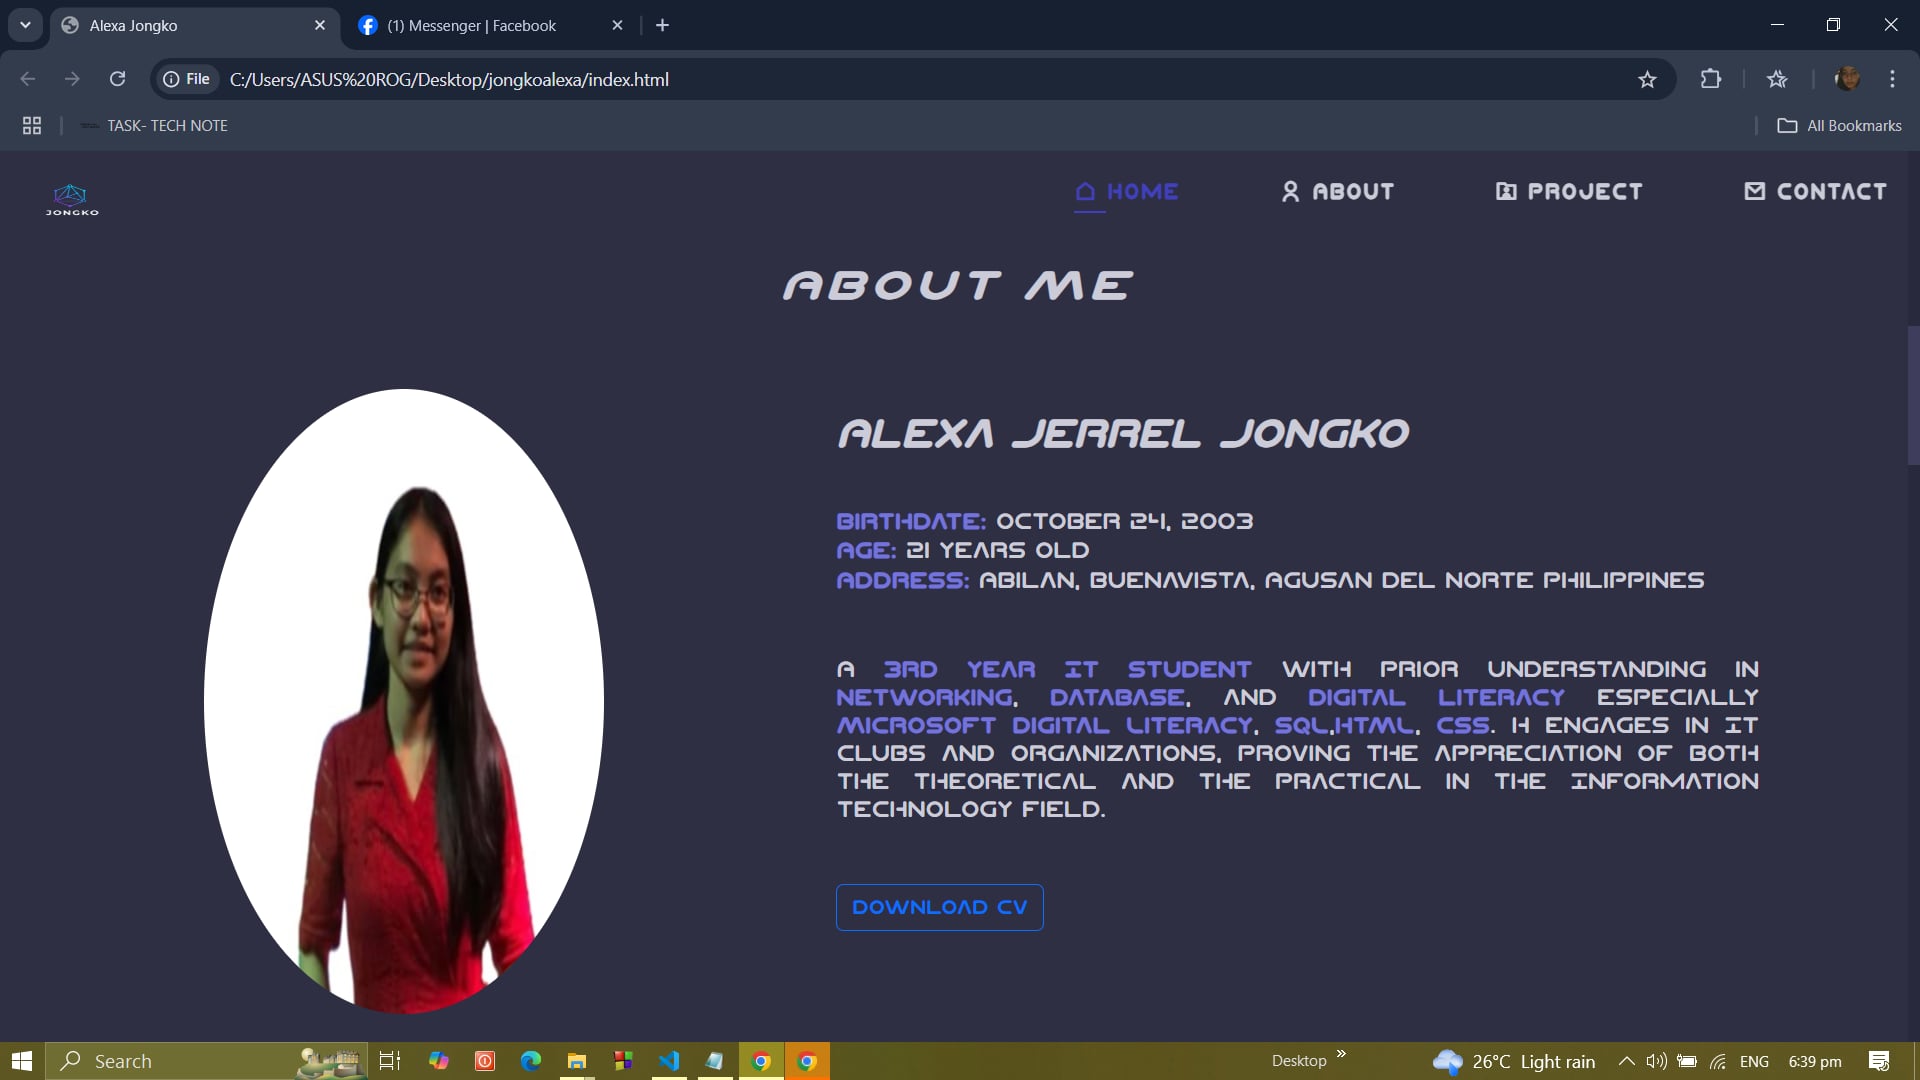 Alexa Jongko
(1) Messenger | Facebook
File C:/Users/ASUS%20ROG/Desktop/jongkoalexa/index.html
TASK- TECH NOTE
All Bookmarks
JONGKO
HOME
ABOUT
PROJECT
CONTACT
ABOUT ME
ALEXA JERREL JONGKO
BIRTHDATE: OCTOBER 24, 2003
AGE: 21 YEARS OLD
ADDRESS: ABILAN, BUENAVISTA, AGUSAN DEL NORTE PHILIPPINES
A 3RD YEAR IT STUDENT WITH PRIOR UNDERSTANDING IN
NETWORKING, DATABASE, AND DIGITAL LITERACY ESPECIALLY
MICROSOFT DIGITAL LITERACY, SQL,HTML, CSS. H ENGAGES IN IT
CLUBS AND ORGANIZATIONS, PROVING THE APPRECIATION OF BOTH
THE THEORETICAL AND THE PRACTICAL IN THE INFORMATION
TECHNOLOGY FIELD.
DOWNLOAD CV
Search
Desktop
26°C Light rain
ENG
6:39 pm